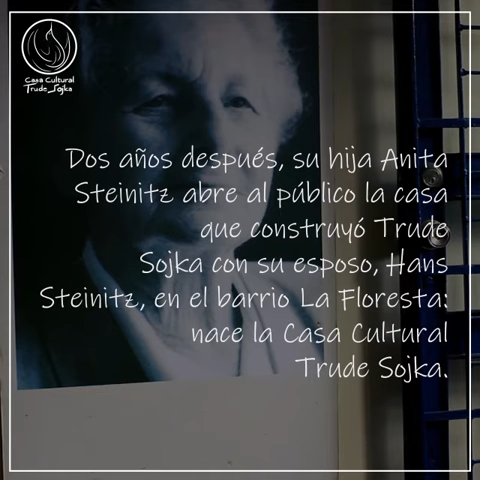 Casa Cultural
Trude Sojka
Dos años después, su hija Anita
Steinitz abre al público la casa
que construyó Trude
Sojka con su esposo, Hans
Steinitz, en el barrio La Floresta:
nace la Casa Cultural
Trude Sojka.